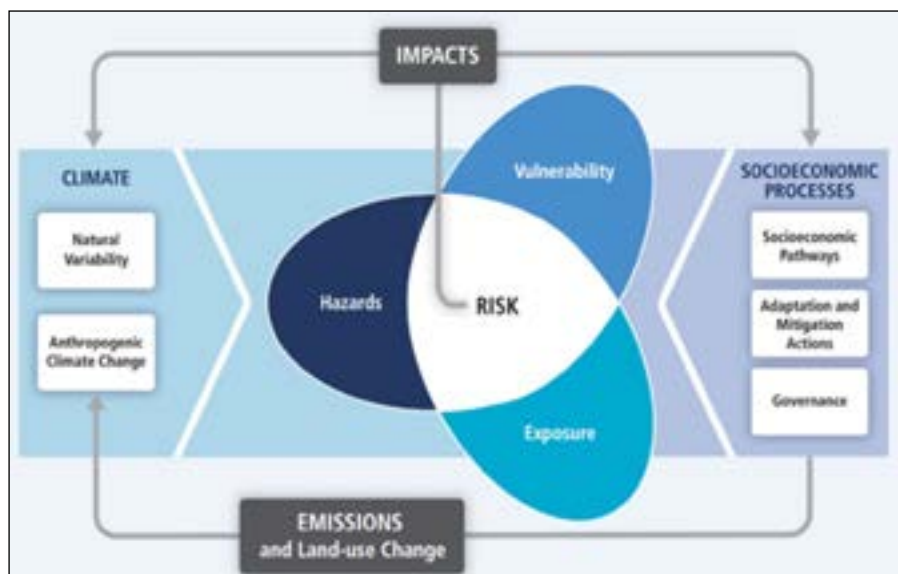 IMPACTS
CLIMATE
Natural
Variability
Anthropogenic
Climate Change
Vulnerability
Hazards
RISK
Exposure
SOCIOECONOMIC
PROCESSES
Socioeconomic
Pathways
Adaptation and
Mitigation
Actions
Governance
EMISSIONS
and Land-use Change